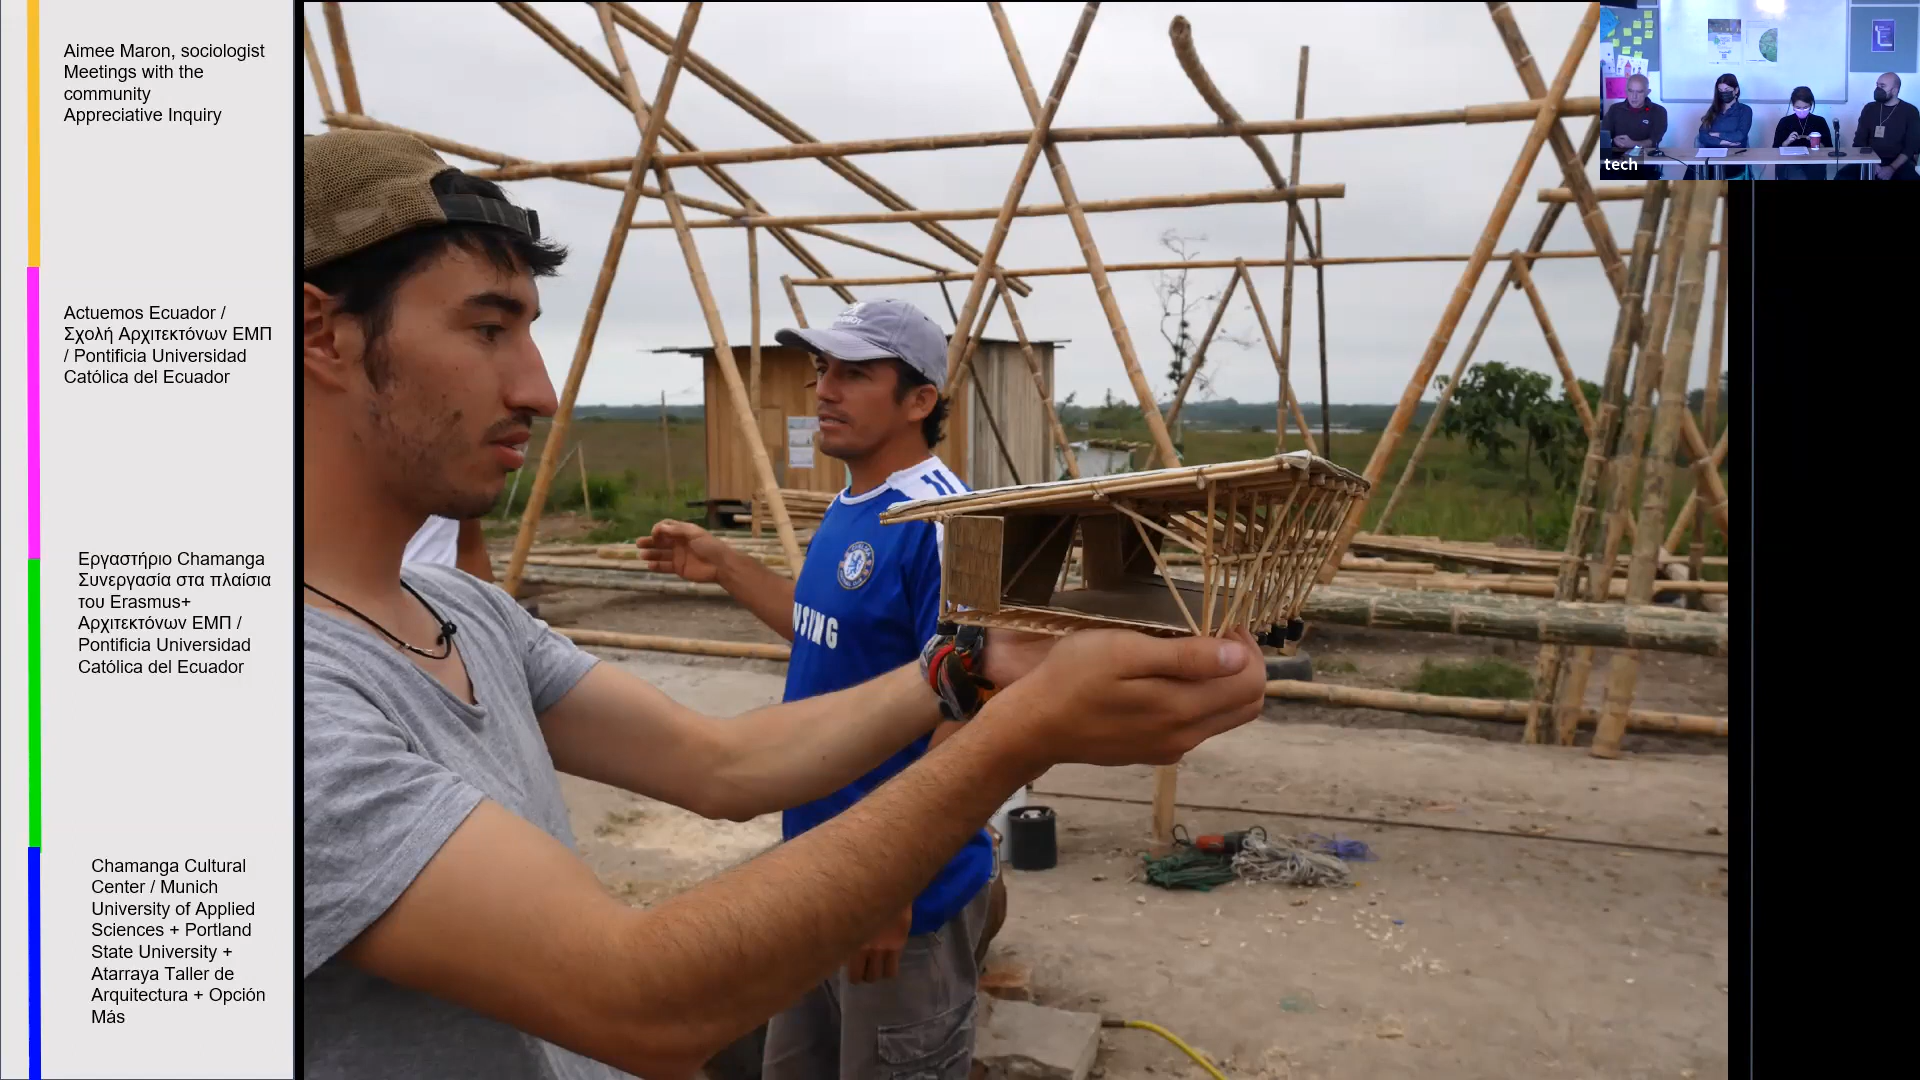 Aimee Maron, sociologist
Meetings with the
community
Appreciative Inquiry
Actuemos Ecuador /
Σχολή Αρχιτεκτόνων ΕΜΠ
/ Pontificia Universidad
Católica del Ecuador
Εργαστήριο Chamanga
Συνεργασία στα πλαίσια
του Erasmus+
Αρχιτεκτόνων ΕΜΠ /
Pontificia Universidad
Católica del Ecuador
Chamanga Cultural
Center / Munich
University of Applied
Sciences + Portland
State University +
Atarraya Taller de
Arquitectura + Opción
Más
tech